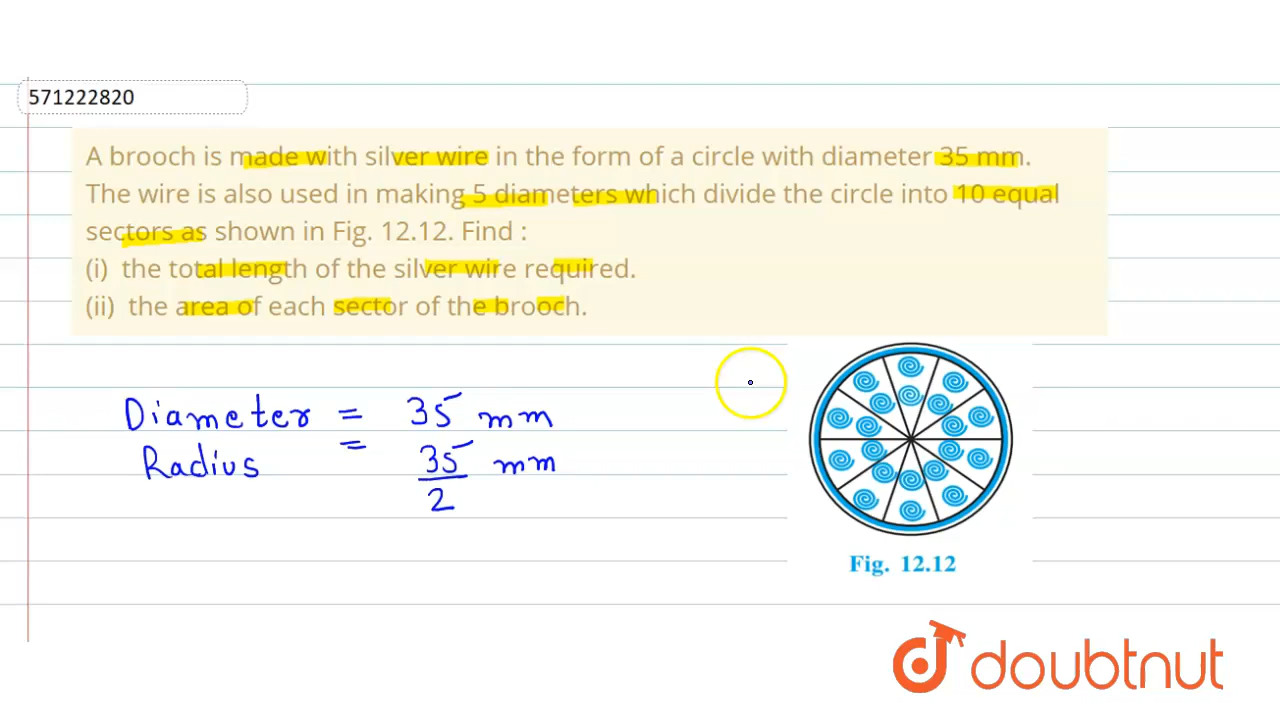 571222820
A brooch is made with silver wire in the form of a circle with diameter 35 mm.
The wire is also used in making 5 diameters which divide the circle into 10 equal
sectors as shown in Fig. 12.12. Find :
(i) the total length of the silver wire required.
(ii) the area of each sector of the brooch.
Diameter = 35 mm
Radius = 35/2 mm
Fig. 12.12
doubtnut